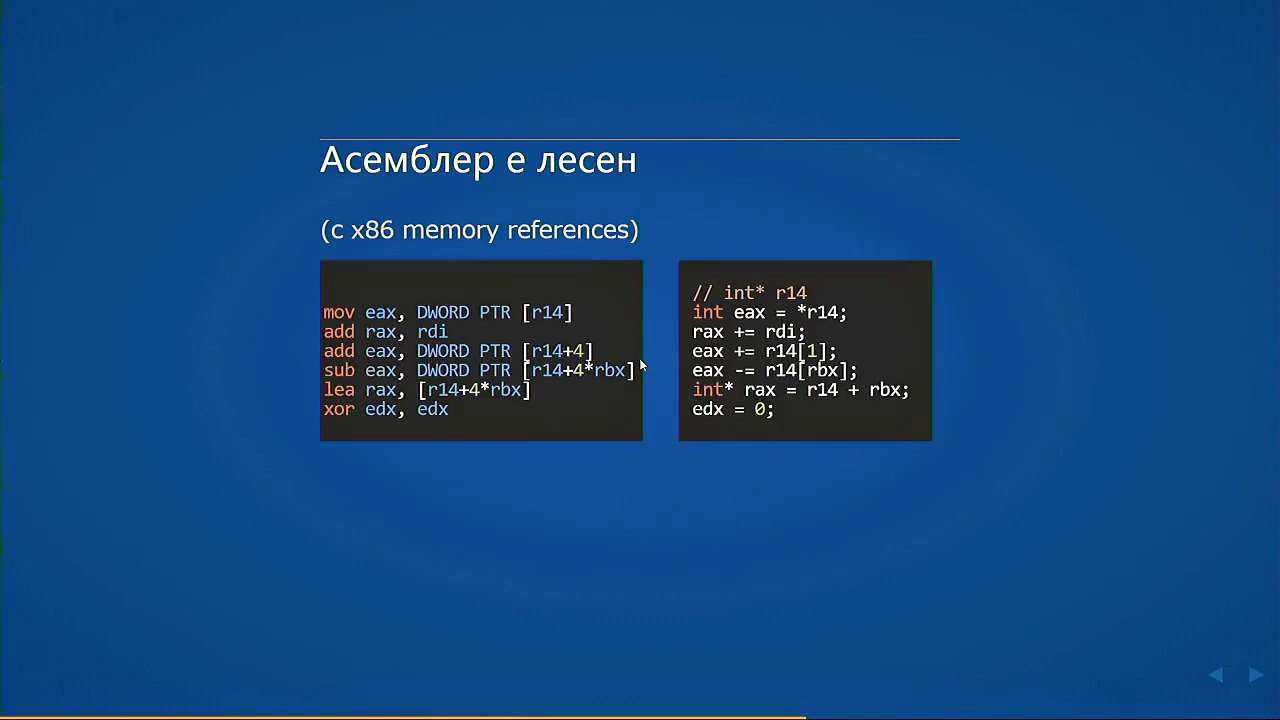 Асемблер е лесен
(с x86 memory references)
mov eax, DWORD PTR [r14]
add rax, rdi
add eax, DWORD PTR [r14+4]
sub eax, DWORD PTR [r14+4*rbx]
lea rax, [r14+4*rbx]
xor edx, edx
// int* r14
int eax = *r14;
rax += rdi;
eax += r14[1];
eax -= r14[rbx];
int* rax = r14 + rbx;
edx = 0;